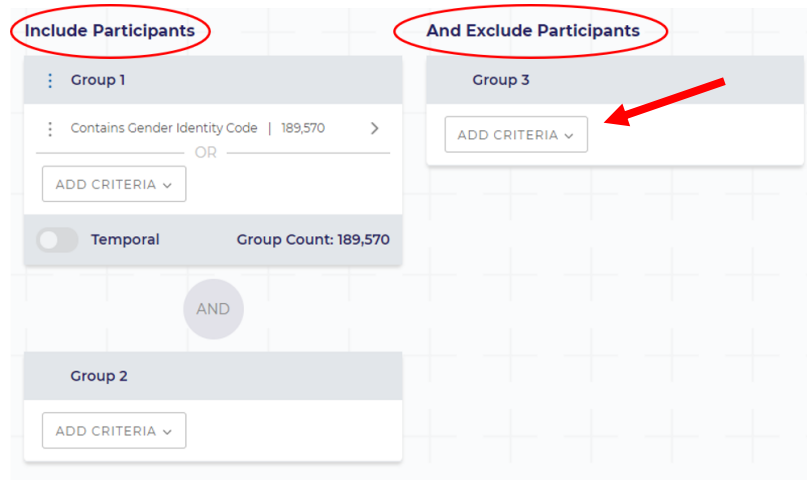 Include Participants
Group 1
Contains Gender Identity Code | 189,570
OR
ADD CRITERIA
Temporal Group Count: 189,570
AND
Group 2
ADD CRITERIA
And Exclude Participants
Group 3
ADD CRITERIA